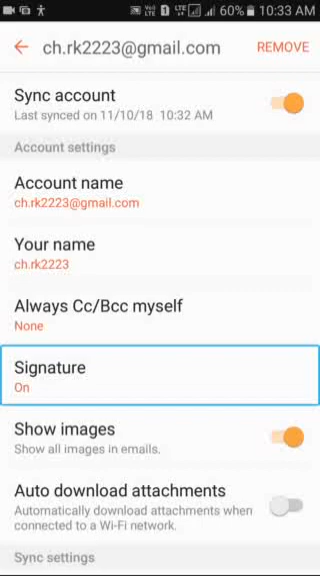 60% 10:33 AM
ch.rk2223@gmail.com REMOVE
Sync account
Last synced on 11/10/18 10:32 AM
Account settings
Account name
ch.rk2223@gmail.com
Your name
ch.rk2223
Always Cc/Bcc myself
None
Signature
On
Show images
Show all images in emails.
Auto download attachments
Automatically download attachments when
connected to a Wi-Fi network.
Sync settings